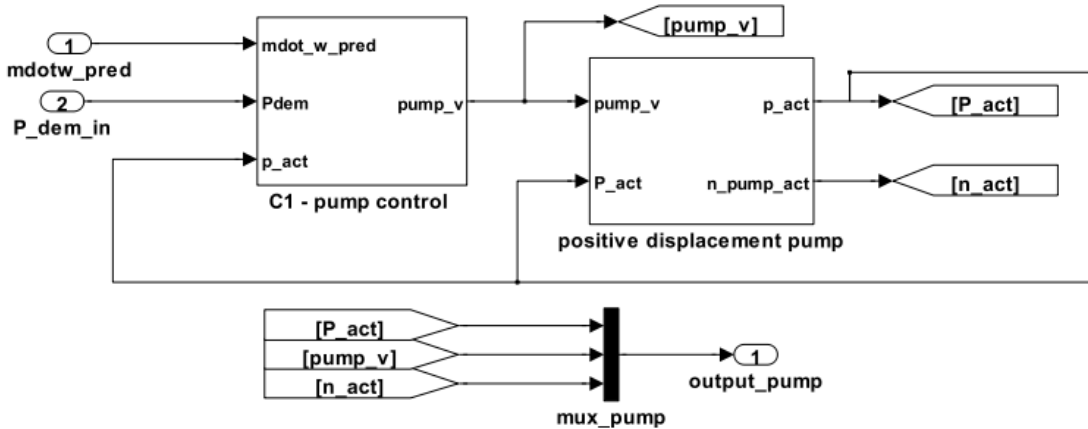 1
mdotw_pred
2
P_dem_in
mdot_w_pred
Pdem
p_act
pump_v
C1 - pump control
[pump_v]
pump_v
P_act
p_act
n_pump_act
positive displacement pump
[P_act]
[n_act]
[P_act]
[pump_v]
[n_act]
mux_pump
1
output_pump